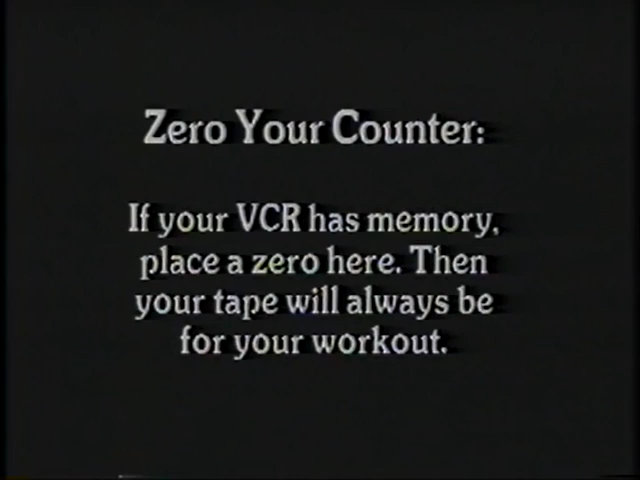 Zero Your Counter:
If your VCR has memory,
place a zero here. Then
your tape will always be
for your workout.